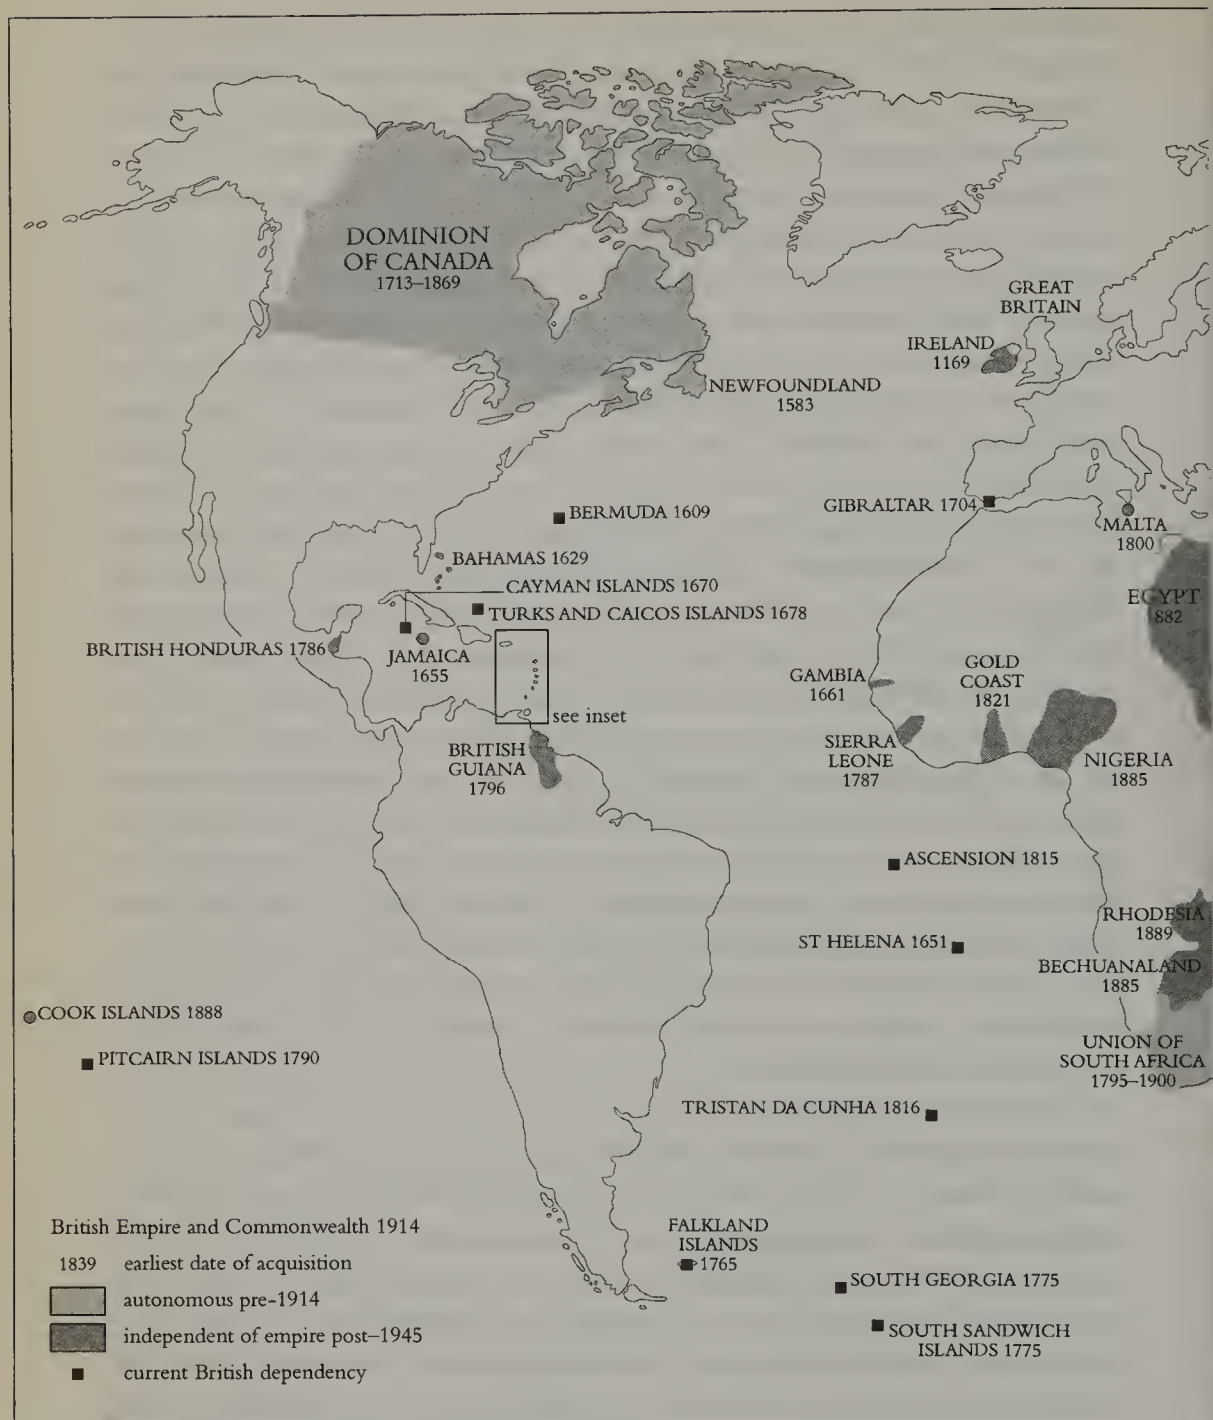 DOMINION
OF CANADA
1713–1869
GREAT
BRITAIN
IRELAND
1169
NEWFOUNDLAND
1583
GIBRALTAR 1704
BERMUDA 1609
MALTA
1800
BAHAMAS 1629
CAYMAN ISLANDS 1670
TURKS AND CAICOS ISLANDS 1678
EGYPT
882
BRITISH HONDURAS 1786
JAMAICA
1655
see inset
GAMBIA
1661
GOLD
COAST
1821
SIERRA
LEONE
1787
NIGERIA
1885
BRITISH
GUIANA
1796
ASCENSION 1815
RHODESIA
1889
ST HELENA 1651
BECHUANALAND
1885
COOK ISLANDS 1888
PITCAIRN ISLANDS 1790
UNION OF
SOUTH AFRICA
1795–1900
TRISTAN DA CUNHA 1816
FALKLAND
ISLANDS
1765
SOUTH GEORGIA 1775
SOUTH SANDWICH
ISLANDS 1775
British Empire and Commonwealth 1914
1839 earliest date of acquisition
autonomous pre-1914
independent of empire post–1945
current British dependency